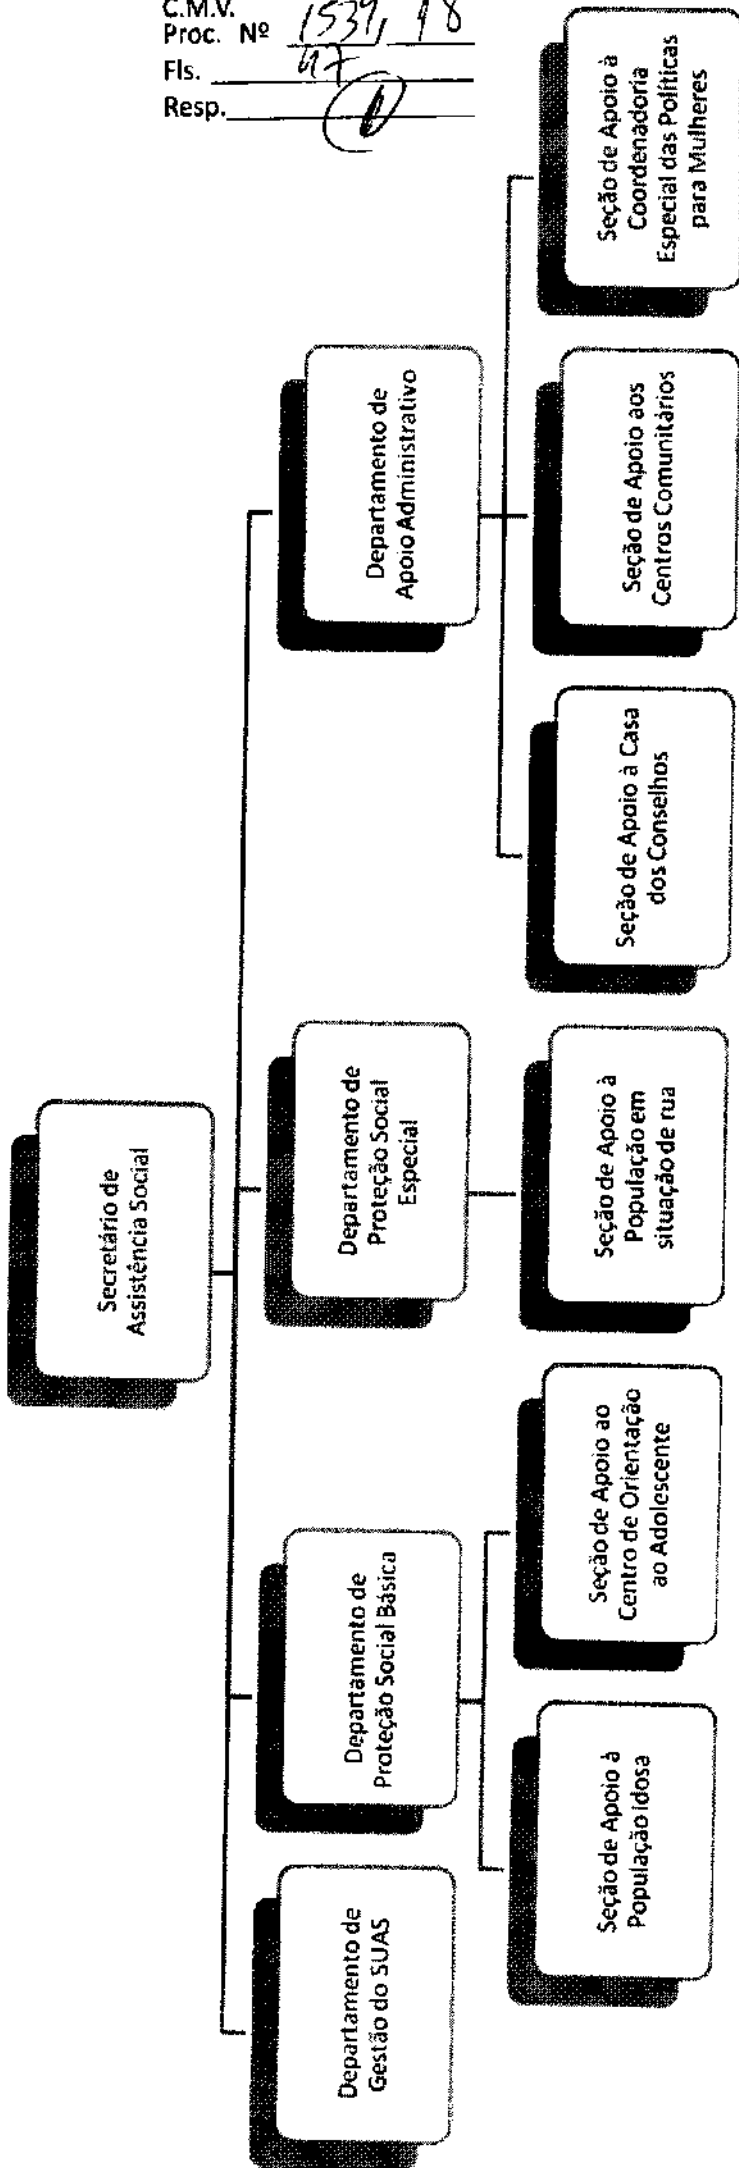 C.M.V.
Proc. Nº 1539, 18
Fls. 47
Resp.
Secretário de
Assistência Social
Departamento de
Gestão do SUAS
Departamento de
Proteção Social Básica
Departamento de
Proteção Social
Especial
Departamento de
Apoio Administrativo
Seção de Apoio à
População idosa
Seção de Apoio ao
Centro de Orientação
ao Adolescente
Seção de Apoio à
População em
situação de rua
Seção de Apoio à Casa
dos Conselhos
Seção de Apoio aos
Centros Comunitários
Seção de Apoio à
Coordenadoria
Especial das Políticas
para Mulheres